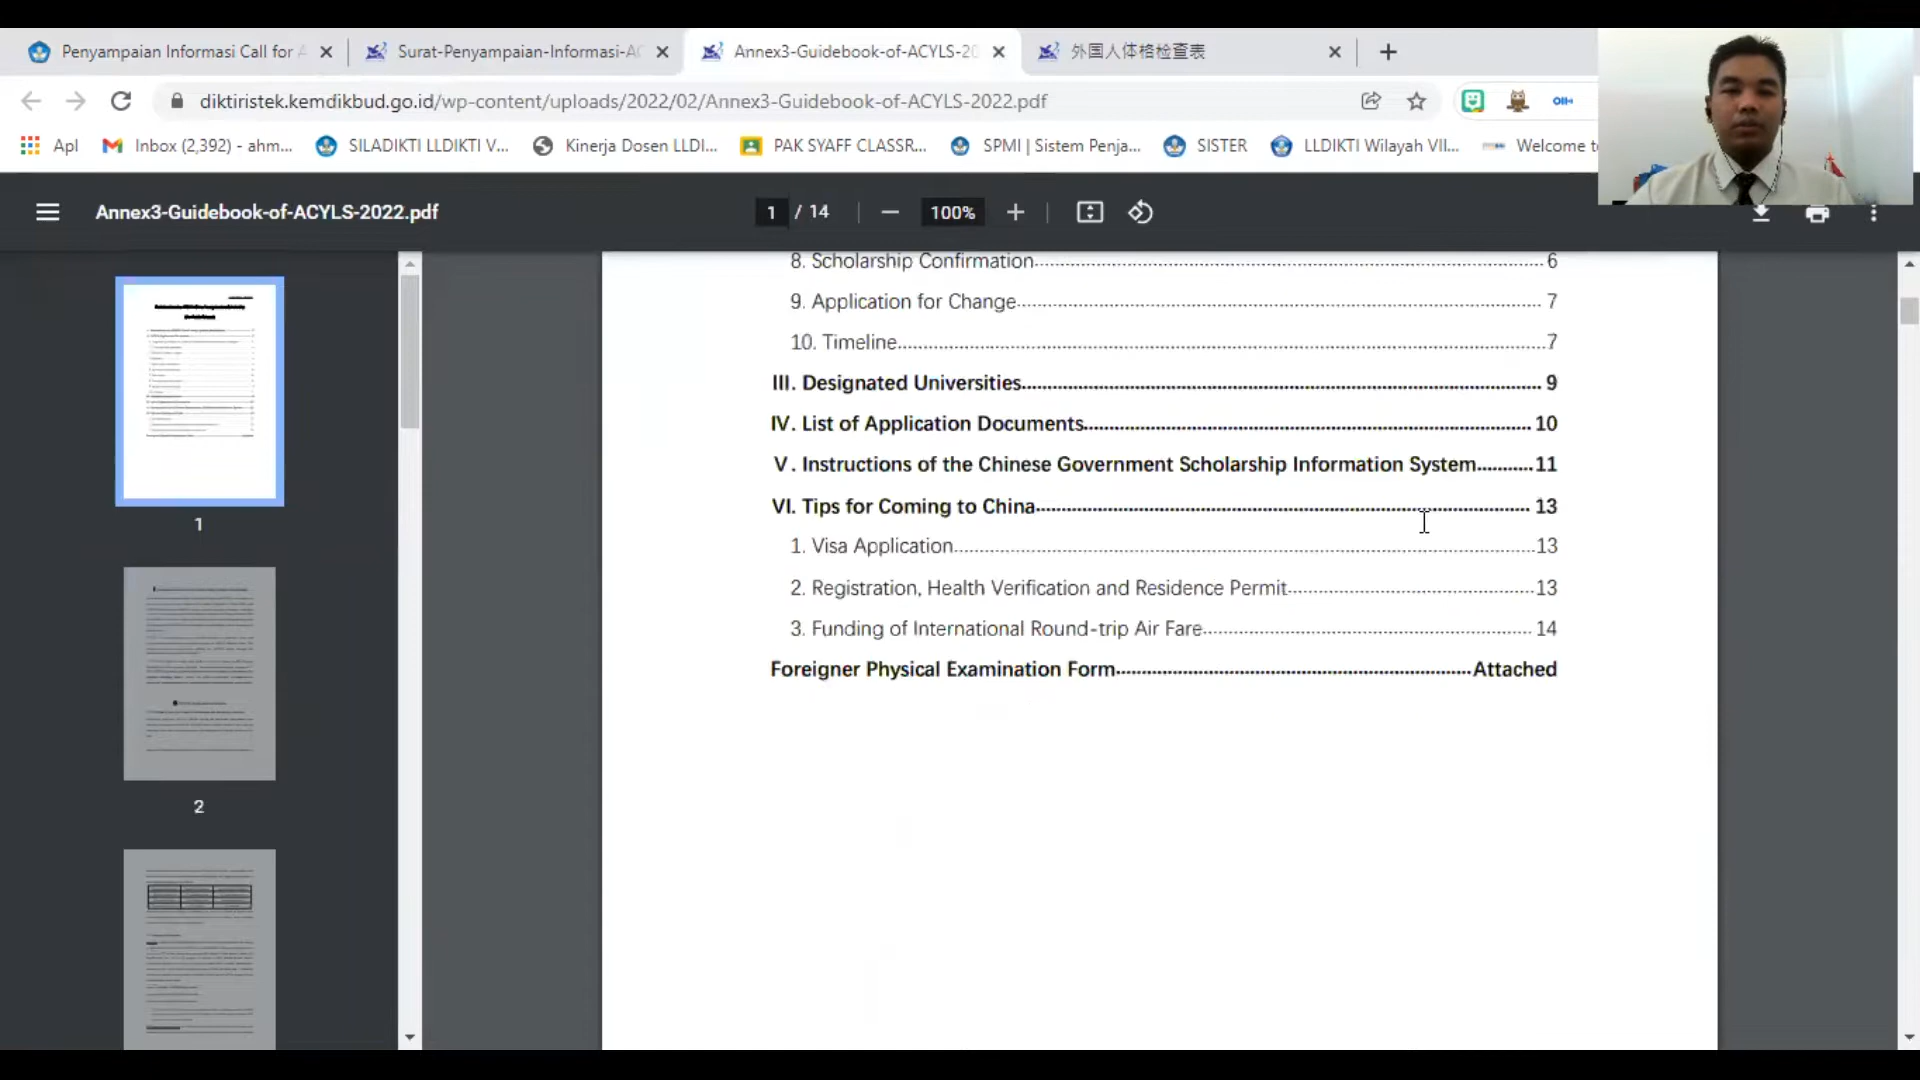 Penyampaian Informasi Call for A
Surat-Penyampaian-Informasi-AC
Annex3-Guidebook-of-ACYLS-20
外国人体格检查表
diktiristek.kemdikbud.go.id/wp-content/uploads/2022/02/Annex3-Guidebook-of-ACYLS-2022.pdf
Apl
Inbox (2,392) - ahm...
SILADIKTI LLDIKTI V...
Kinerja Dosen LLDI...
PAK SYAFF CLASSR...
SPMI | Sistem Penja...
SISTER
LLDIKTI Wilayah VII...
Welcome to
Annex3-Guidebook-of-ACYLS-2022.pdf
1 / 14
100%
8. Scholarship Confirmation 6
9. Application for Change 7
10. Timeline 7
III. Designated Universities 9
IV. List of Application Documents 10
V. Instructions of the Chinese Government Scholarship Information System 11
VI. Tips for Coming to China 13
1. Visa Application 13
2. Registration, Health Verification and Residence Permit 13
3. Funding of International Round-trip Air Fare 14
Foreigner Physical Examination Form Attached
1
2